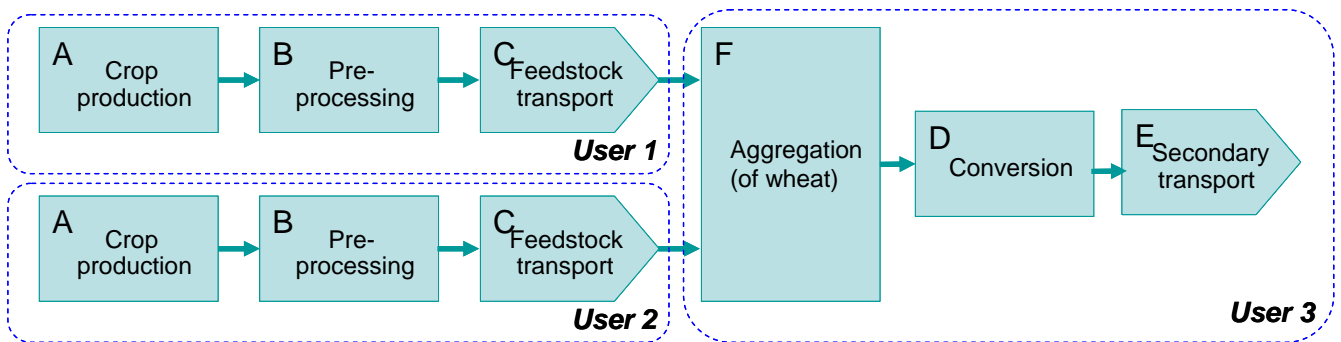 A
Crop
production
B
Pre-
processing
C
Feedstock
transport
User 1
A
Crop
production
B
Pre-
processing
C
Feedstock
transport
User 2
F
Aggregation
(of wheat)
D
Conversion
E
Secondary
transport
User 3